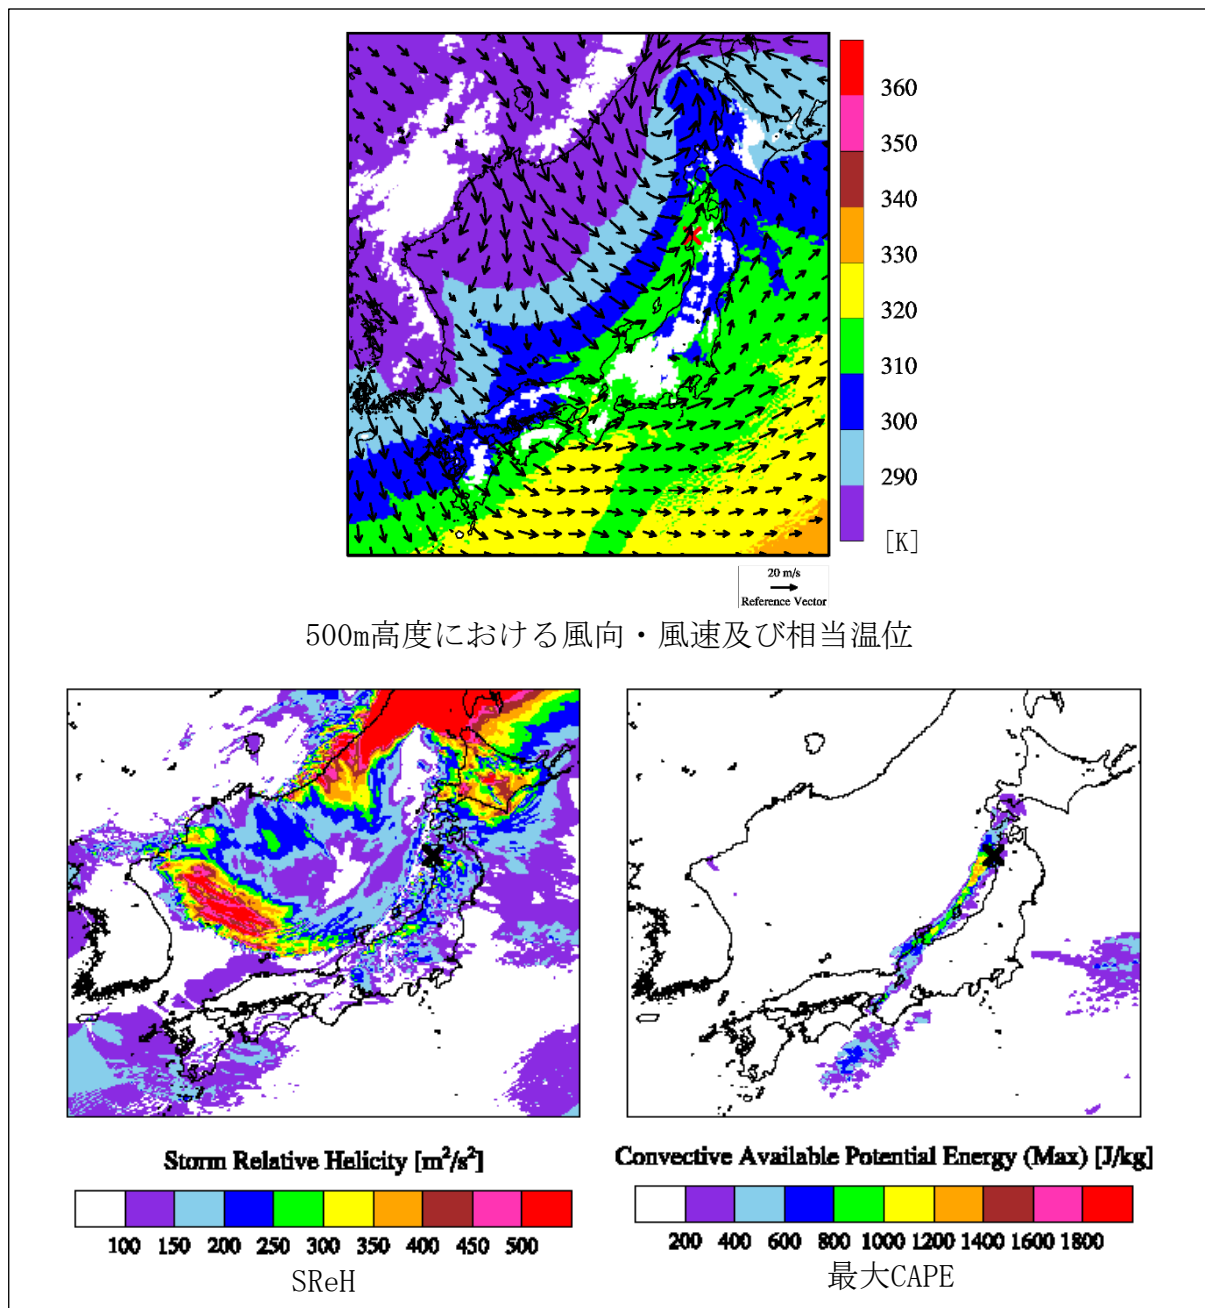 360
350
340
330
320
310
300
290
[K]
20 m/s
Reference Vector
500m高度における風向・風速及び相当温位
Storm Relative Helicity [m²/s²]
100 150 200 250 300 350 400 450 500
SReH
Convective Available Potential Energy (Max) [J/kg]
200 400 600 800 1000 1200 1400 1600 1800
最大CAPE